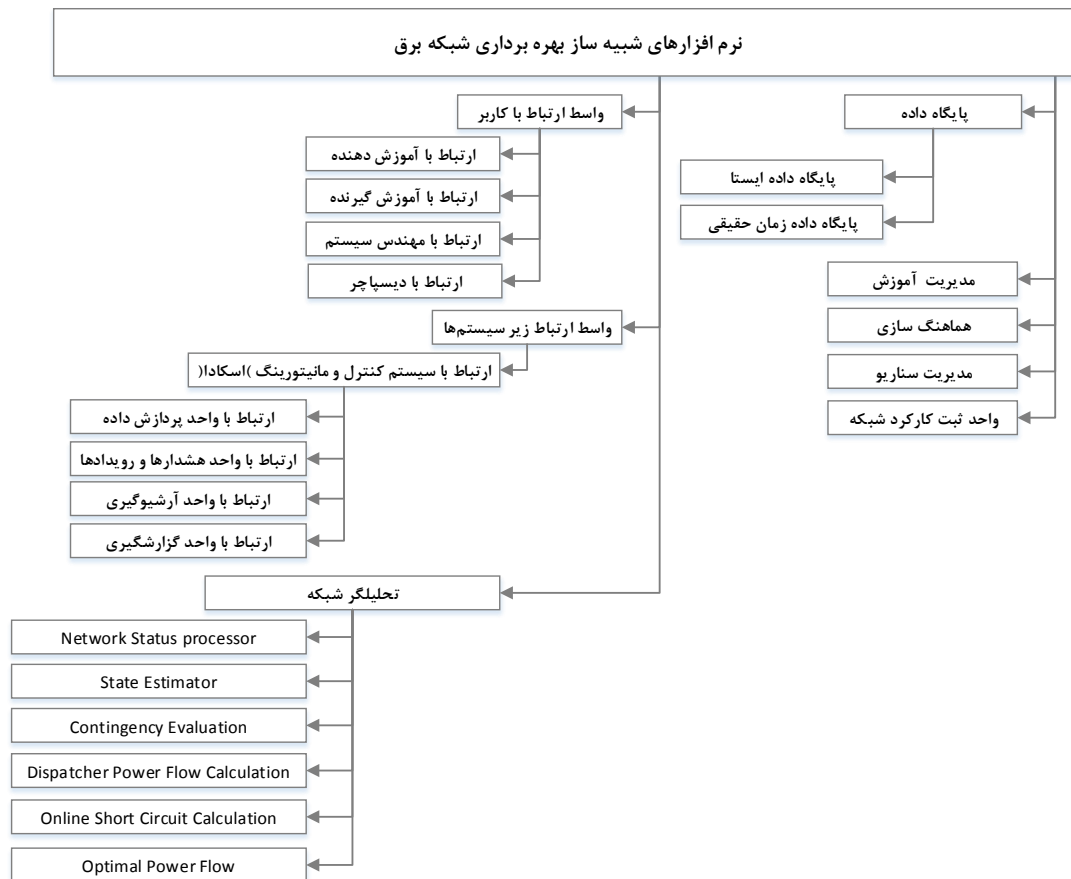 نرم افزارهای شبیه ساز بهره برداری شبکه برق
پایگاه داده
پایگاه داده ایستا
پایگاه داده زمان حقیقی
مدیریت آموزش
هماهنگ سازی
مدیریت سناریو
واحد ثبت کارکرد شبکه
واسط ارتباط با کاربر
ارتباط با آموزش دهنده
ارتباط با آموزش گیرنده
ارتباط با مهندس سیستم
ارتباط با دیسپاچر
واسط ارتباط زیر سیستم‌ها
ارتباط با سیستم کنترل و مانیتورینگ )اسکادا(
ارتباط با واحد پردازش داده
ارتباط با واحد هشدارها و رویدادها
ارتباط با واحد آرشیوگیری
ارتباط با واحد گزارشگیری
تحلیلگر شبکه
Network Status processor
State Estimator
Contingency Evaluation
Dispatcher Power Flow Calculation
Online Short Circuit Calculation
Optimal Power Flow